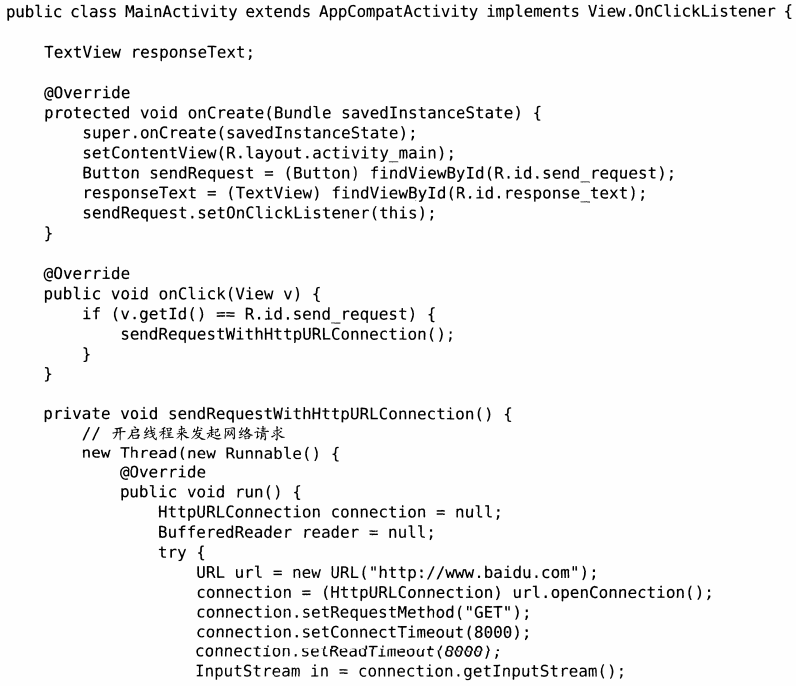 public class MainActivity extends AppCompatActivity implements View.OnClickListener {
    TextView responseText;
    @Override
    protected void onCreate(Bundle savedInstanceState) {
        super.onCreate(savedInstanceState);
        setContentView(R.layout.activity_main);
        Button sendRequest = (Button) findViewById(R.id.send_request);
        responseText = (TextView) findViewById(R.id.response_text);
        sendRequest.setOnClickListener(this);
    }
    @Override
    public void onClick(View v) {
        if (v.getId() == R.id.send_request) {
            sendRequestWithHttpURLConnection();
        }
    }
    private void sendRequestWithHttpURLConnection() {
        // 开启线程来发起网络请求
        new Thread(new Runnable() {
            @Override
            public void run() {
                HttpURLConnection connection = null;
                BufferedReader reader = null;
                try {
                    URL url = new URL("http://www.baidu.com");
                    connection = (HttpURLConnection) url.openConnection();
                    connection.setRequestMethod("GET");
                    connection.setConnectTimeout(8000);
                    connection.setReadTimeout(8000);
                    InputStream in = connection.getInputStream();